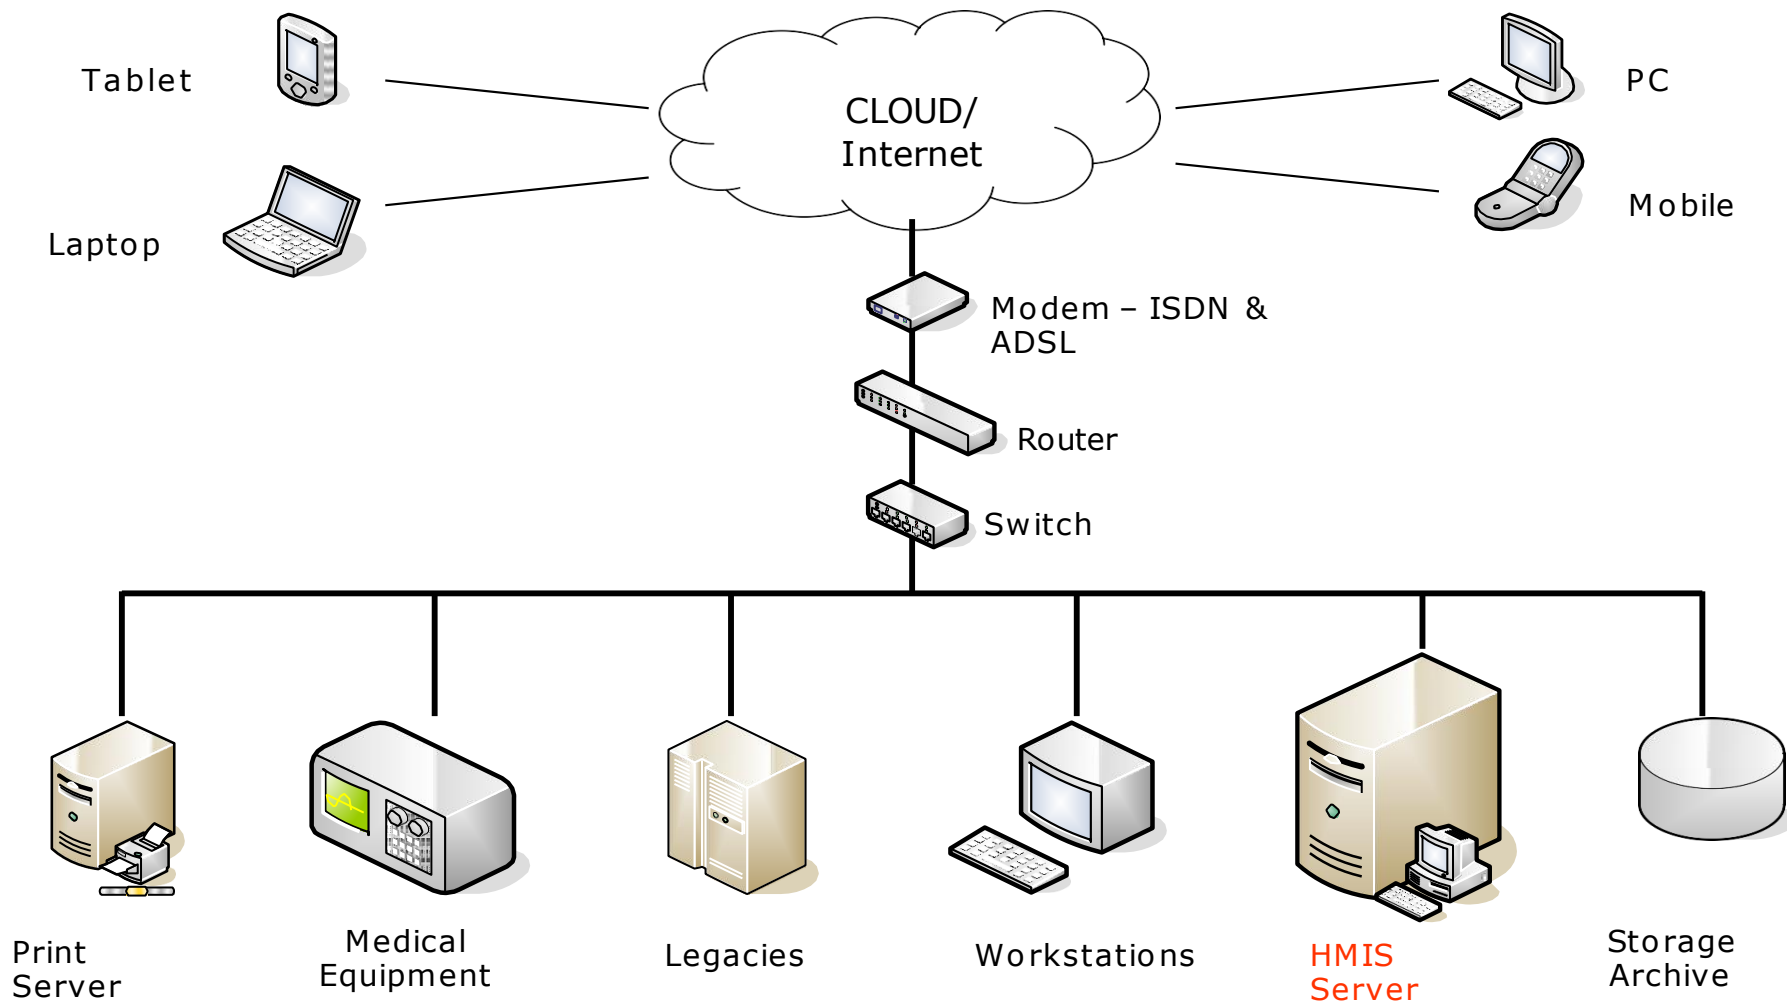 Tablet
CLOUD/
Internet
PC
Laptop
Mobile
Modem – ISDN &
ADSL
Router
Switch
Print
Server
Medical
Equipment
Legacies
Workstations
HMIS
Server
Storage
Archive